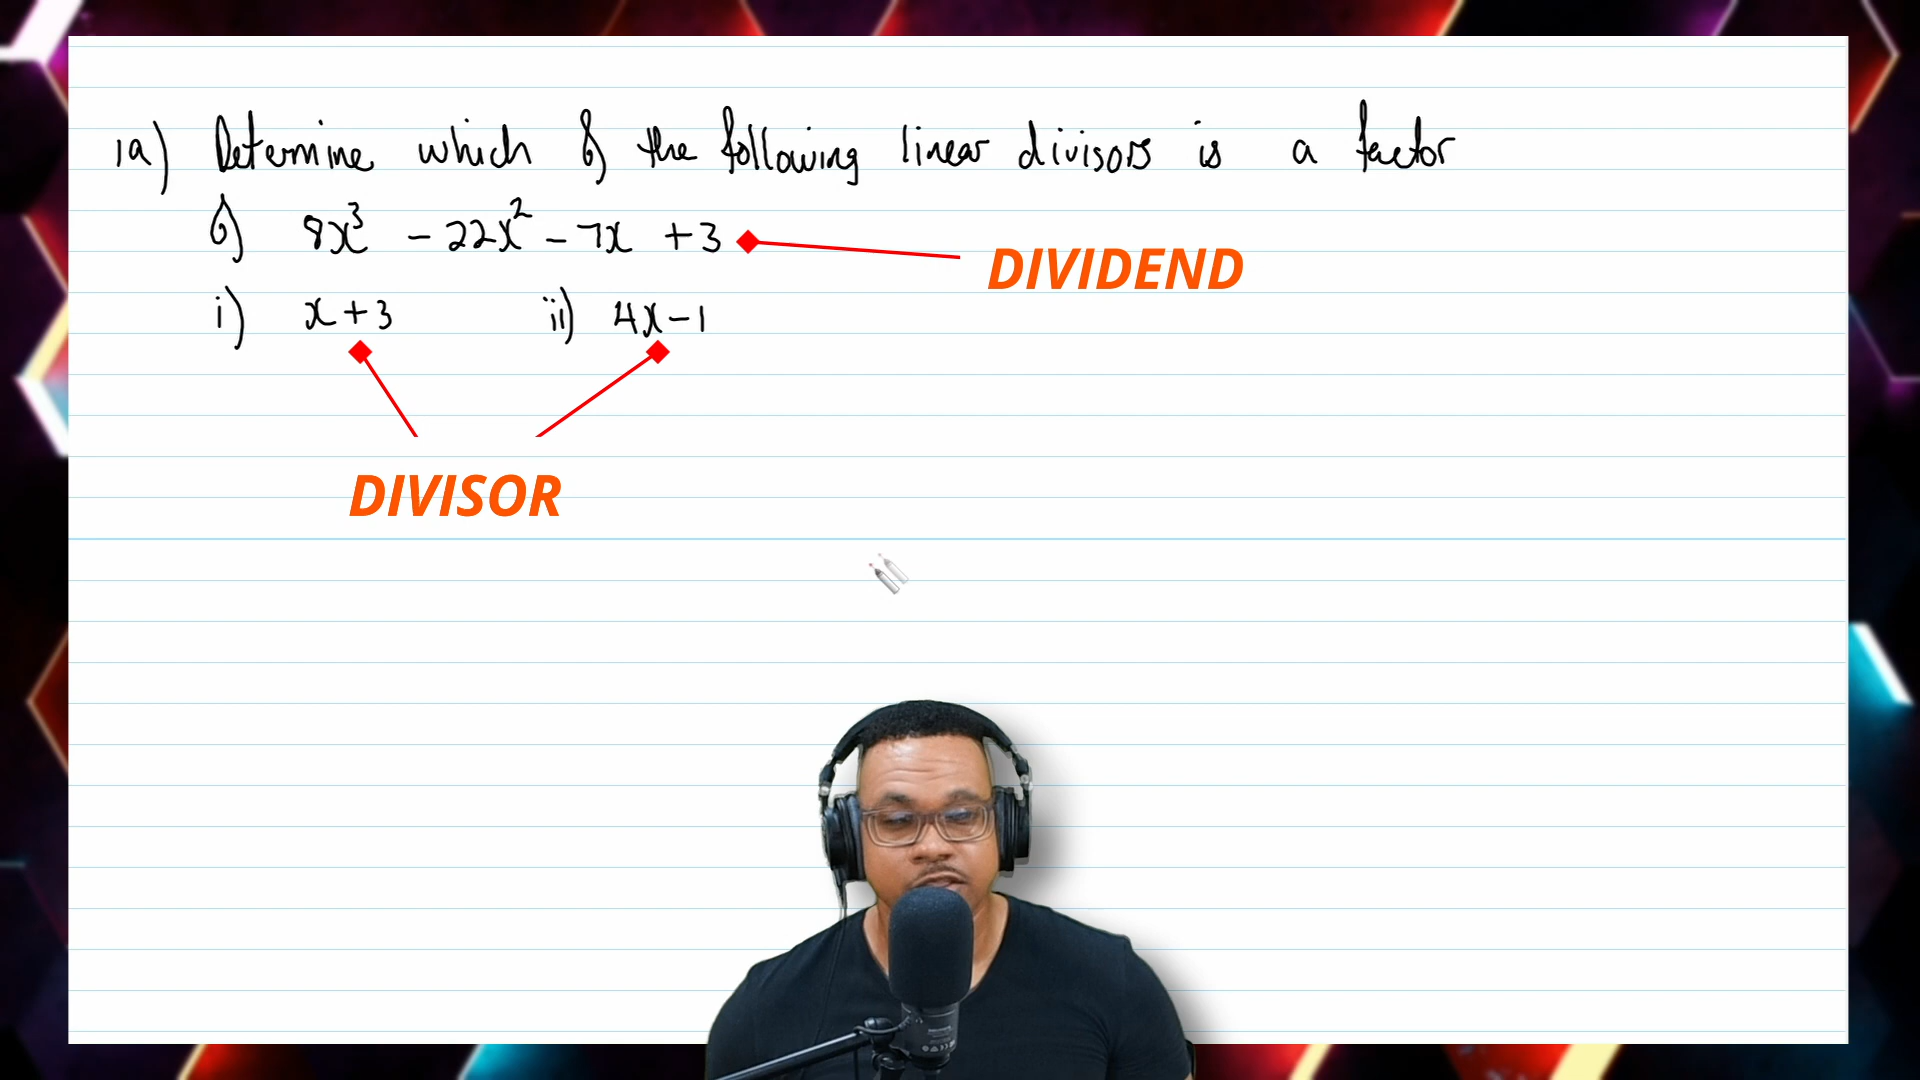 1a) Determine which of the following linear divisors is a factor
of 8x³ - 22x² - 7x + 3
DIVIDEND
i) x + 3 ii) 4x - 1
DIVISOR